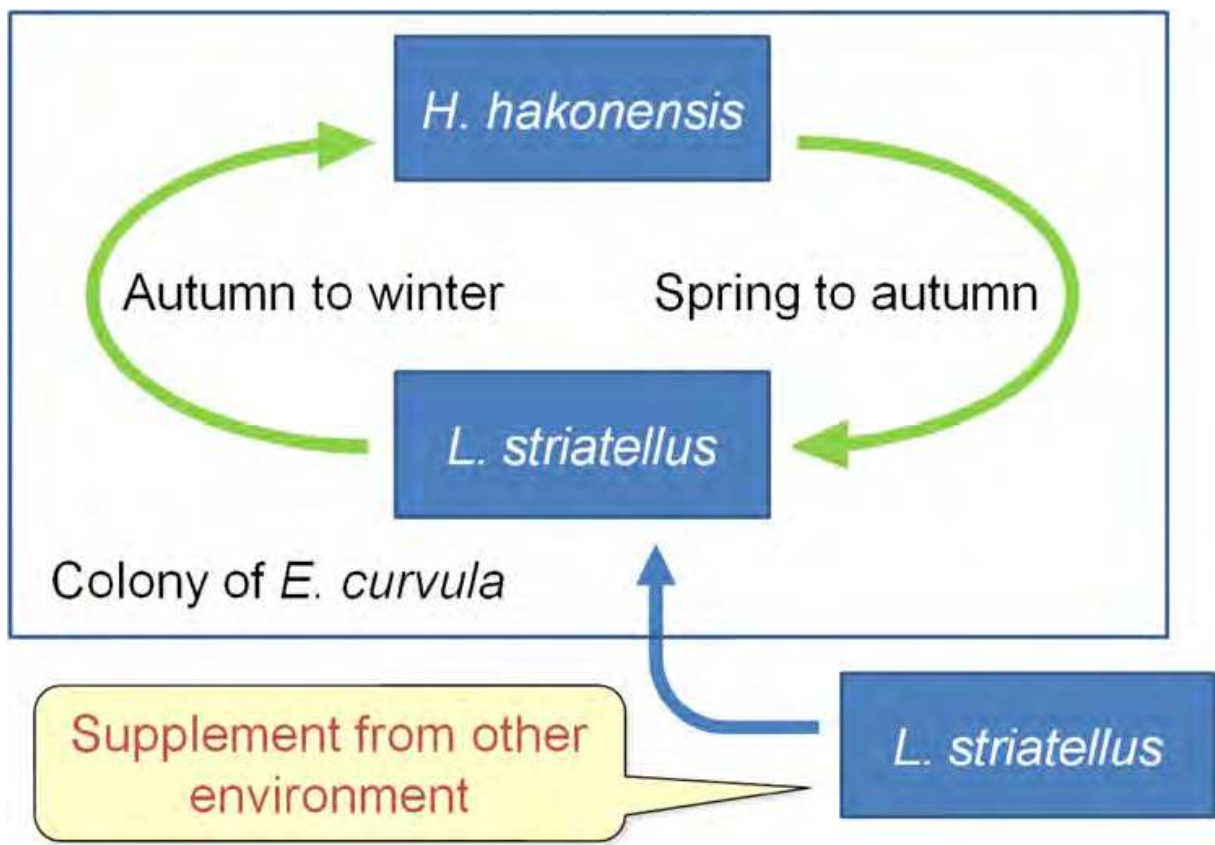 H. hakonensis
Autumn to winter
Spring to autumn
L. striatellus
Colony of E. curvula
Supplement from other
environment
L. striatellus